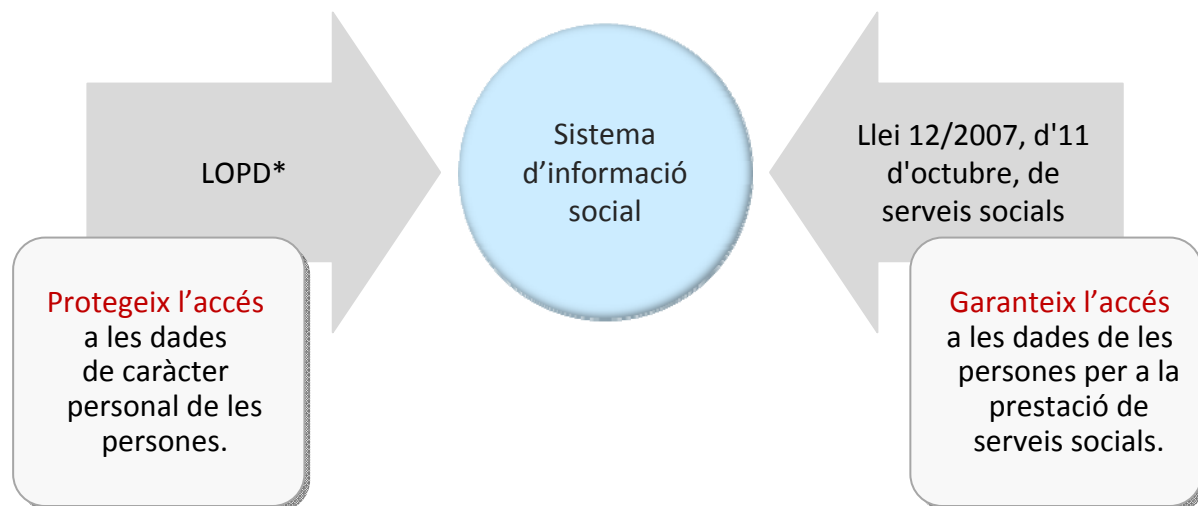 LOPD*
Protegeix l’accés
a les dades
de caràcter
personal de les
persones.
Sistema
d’informació
social
Llei 12/2007, d'11
d'octubre, de
serveis socials
Garanteix l’accés
a les dades de les
persones per a la
prestació de
serveis socials.